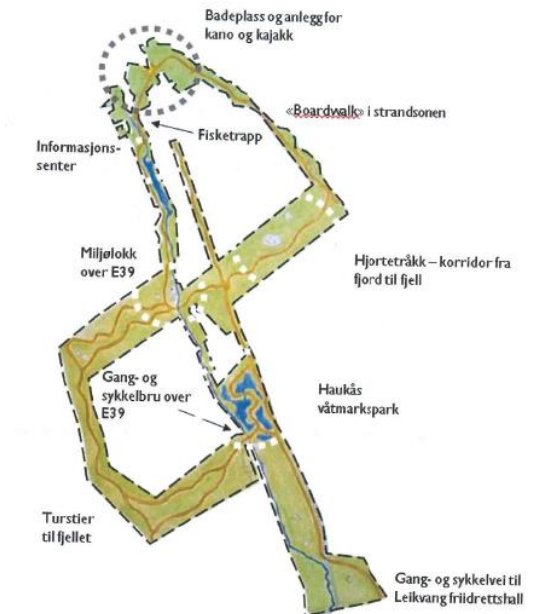 Badeplass og anlegg for
kano og kajakk
«Boardwalk» i strandsonen
Fisketrapp
Informasjons-
senter
Miljølokk
over E39
Hjortetråkk – korridor fra
fjord til fjell
Gang- og
sykkelbru over
E39
Haukås
våtmarkspark
Turstier
til fjellet
Gang- og sykkelvei til
Leikvang friidrettshall